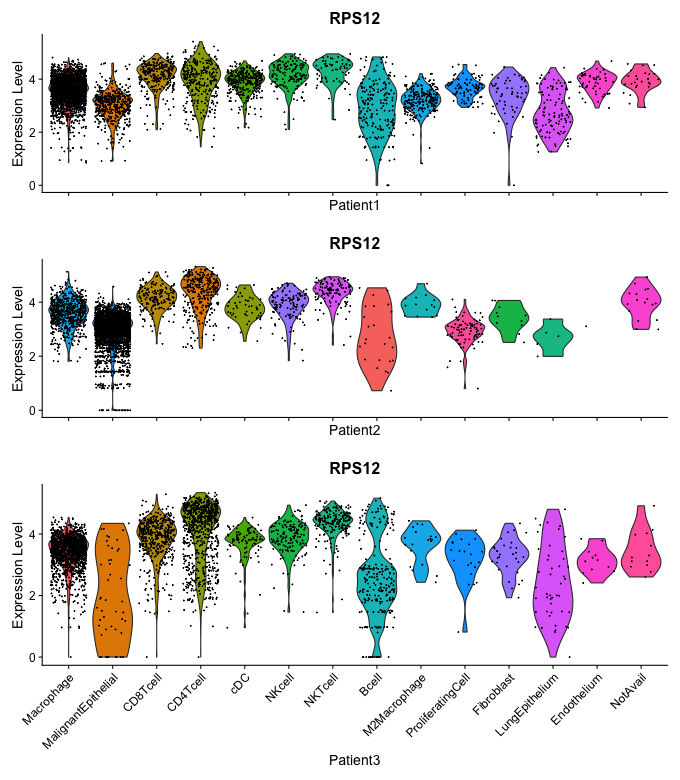 RPS12
Expression Level
4
2
0
Patient1
RPS12
Expression Level
4
2
0
Patient2
RPS12
Expression Level
4
2
0
Macrophage
MalignantEpithelial
CD8Tcell
CD4Tcell
cDC
NKcell
NKTcell
Bcell
M2Macrophage
ProliferatingCell
Fibroblast
LungEpithelium
Endothelium
NotAvail
Patient3